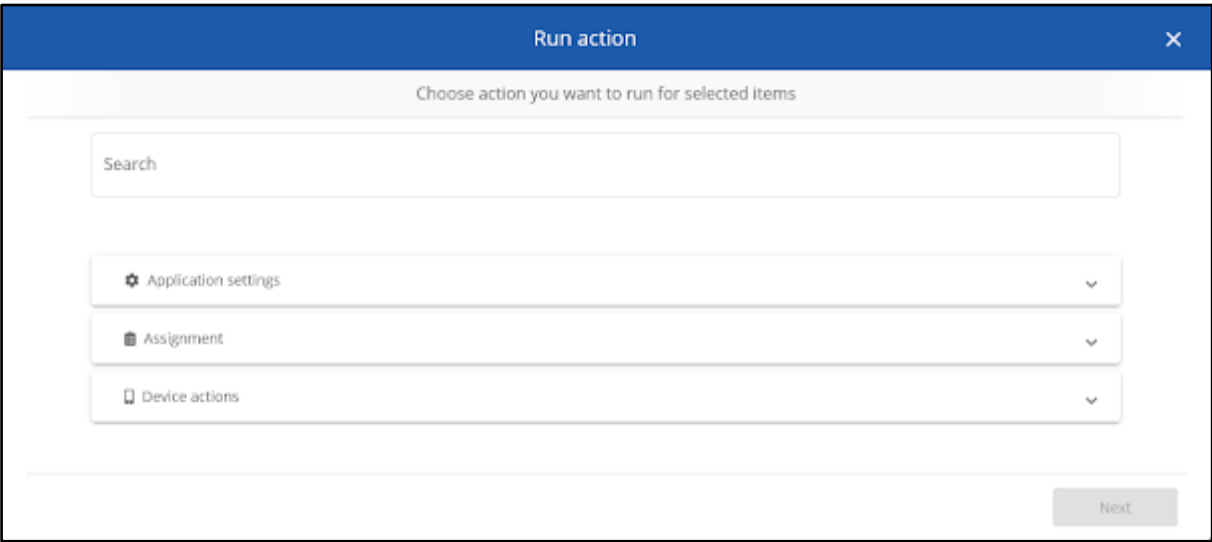 Run action
Choose action you want to run for selected items
Search
Application settings
Assignment
Device actions
Next